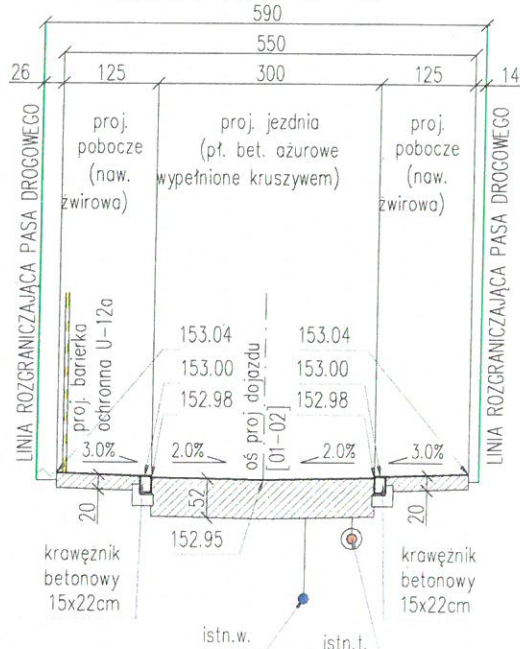 590
550
26
125
300
125
14
LINIA ROZGRANICZAJĄCA PASA DROGOWEGO
proj.
pobocze
(naw.
żwirowa)
proj. jezdnia
(pł. bet. ażurowe
wypełnione kruszywem)
proj.
pobocze
(naw.
żwirowa)
LINIA ROZGRANICZAJĄCA PASA DROGOWEGO
proj. barierka
ochronna U-12a
153.04
153.00
152.98
oś proj dojazdu
[01-02]
153.04
153.00
152.98
3.0%
2.0%
2.0%
3.0%
20
52
20
152.95
krawężnik
betonowy
15x22cm
krawężnik
betonowy
15x22cm
istn.w.
istn.t.